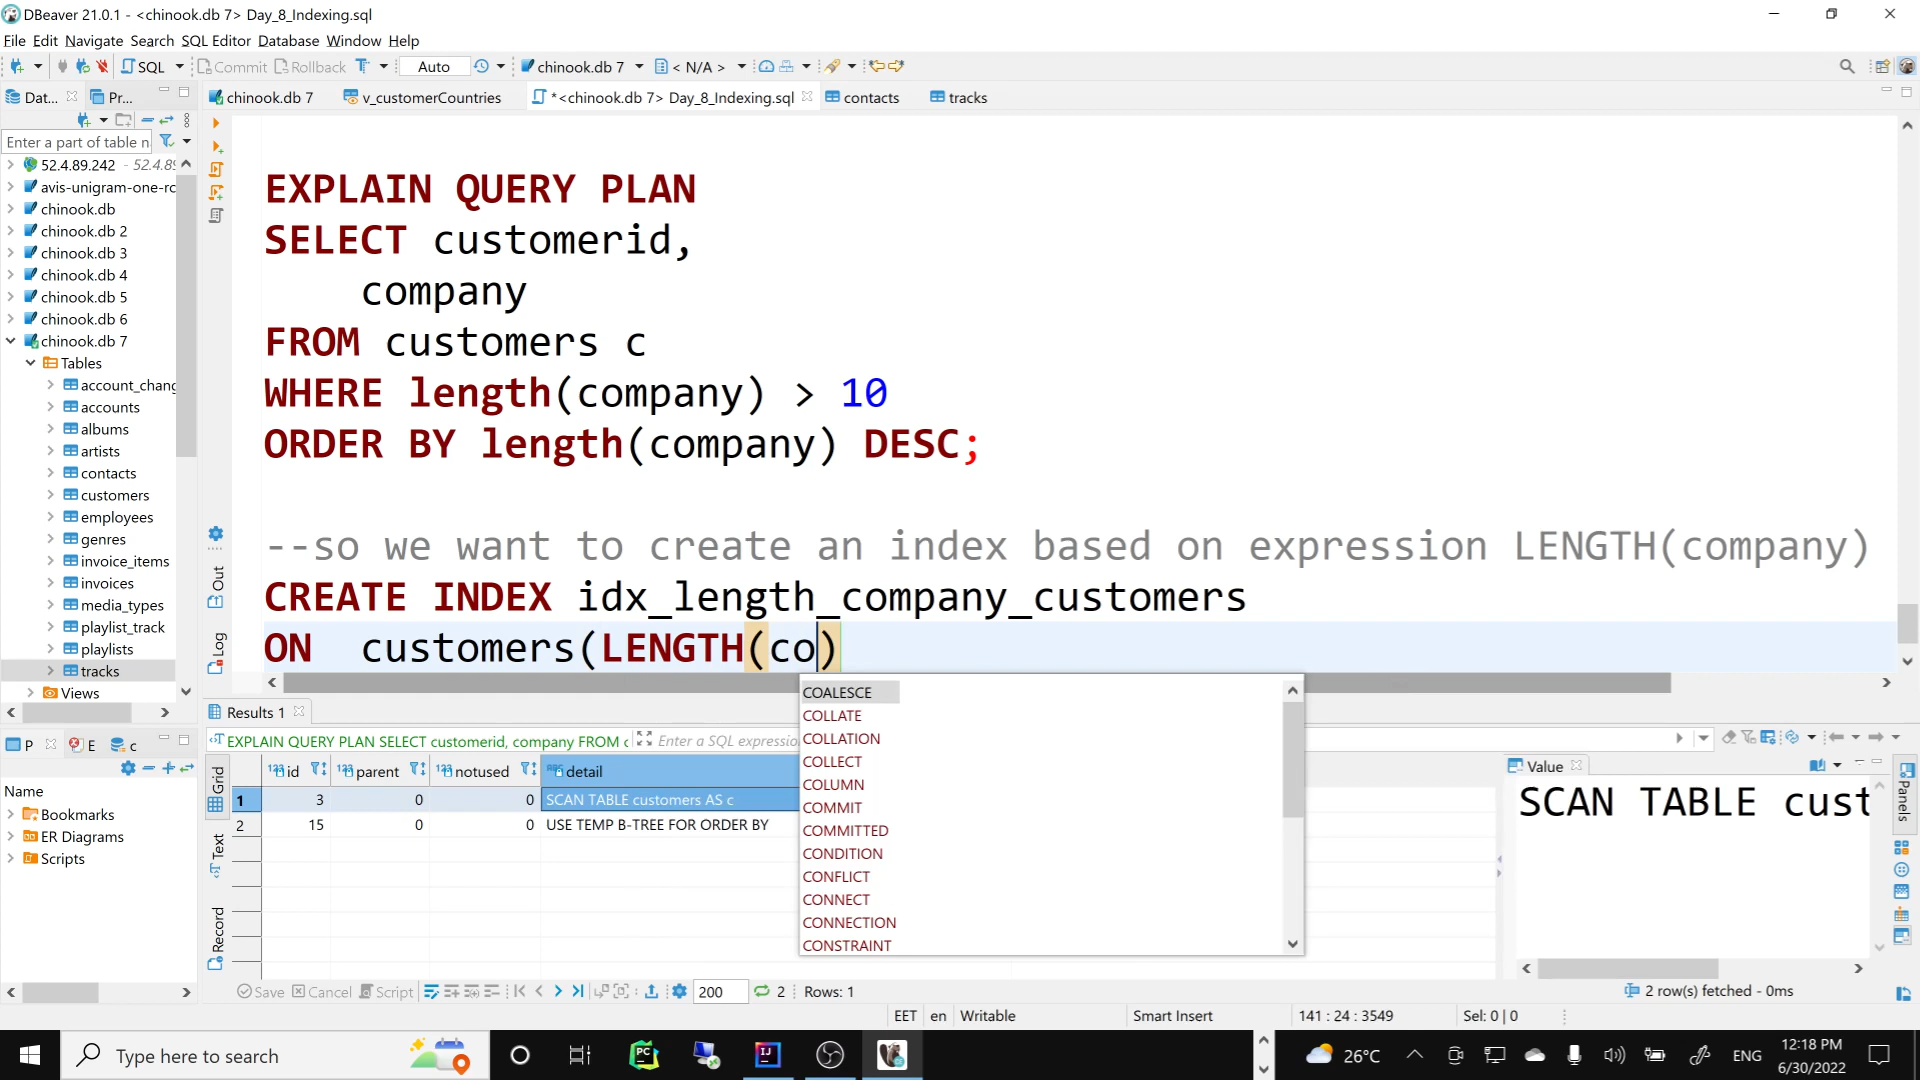 DBeaver 21.0.1 - <chinook.db 7> Day_8_Indexing.sql
File Edit Navigate Search SQL Editor Database Window Help
SQL Commit Rollback Auto chinook.db 7 < N/A >
Dat... Pr... chinook.db 7 v_customerCountries *<chinook.db 7> Day_8_Indexing.sql contacts tracks
Enter a part of table n
52.4.89.242 - 52.4.89
avis-unigram-one-rc
chinook.db
chinook.db 2
chinook.db 3
chinook.db 4
chinook.db 5
chinook.db 6
chinook.db 7
Tables
account_chang
accounts
albums
artists
contacts
customers
employees
genres
invoice_items
invoices
media_types
playlist_track
playlists
tracks
Views
EXPLAIN QUERY PLAN
SELECT customerid,
company
FROM customers c
WHERE length(company) > 10
ORDER BY length(company) DESC;
--so we want to create an index based on expression LENGTH(company)
CREATE INDEX idx_length_company_customers
ON customers(LENGTH(co)
Out
Log
COALESCE
COLLATE
COLLATION
COLLECT
COLUMN
COMMIT
COMMITTED
CONDITION
CONFLICT
CONNECT
CONNECTION
CONSTRAINT
P E c
Name
Bookmarks
ER Diagrams
Scripts
Results 1
EXPLAIN QUERY PLAN SELECT customerid, company FROM c Enter a SQL expressio
Grid
Text
Record
123 id 123 parent 123 notused ABC detail
1 3 0 0 SCAN TABLE customers AS c
2 15 0 0 USE TEMP B-TREE FOR ORDER BY
Value
SCAN TABLE cust
Panels
Save Cancel Script 200 2 Rows: 1
2 row(s) fetched - 0ms
EET en Writable Smart Insert 141 : 24 : 3549 Sel: 0 | 0
Type here to search
PC
IJ
26°C
ENG
12:18 PM
6/30/2022